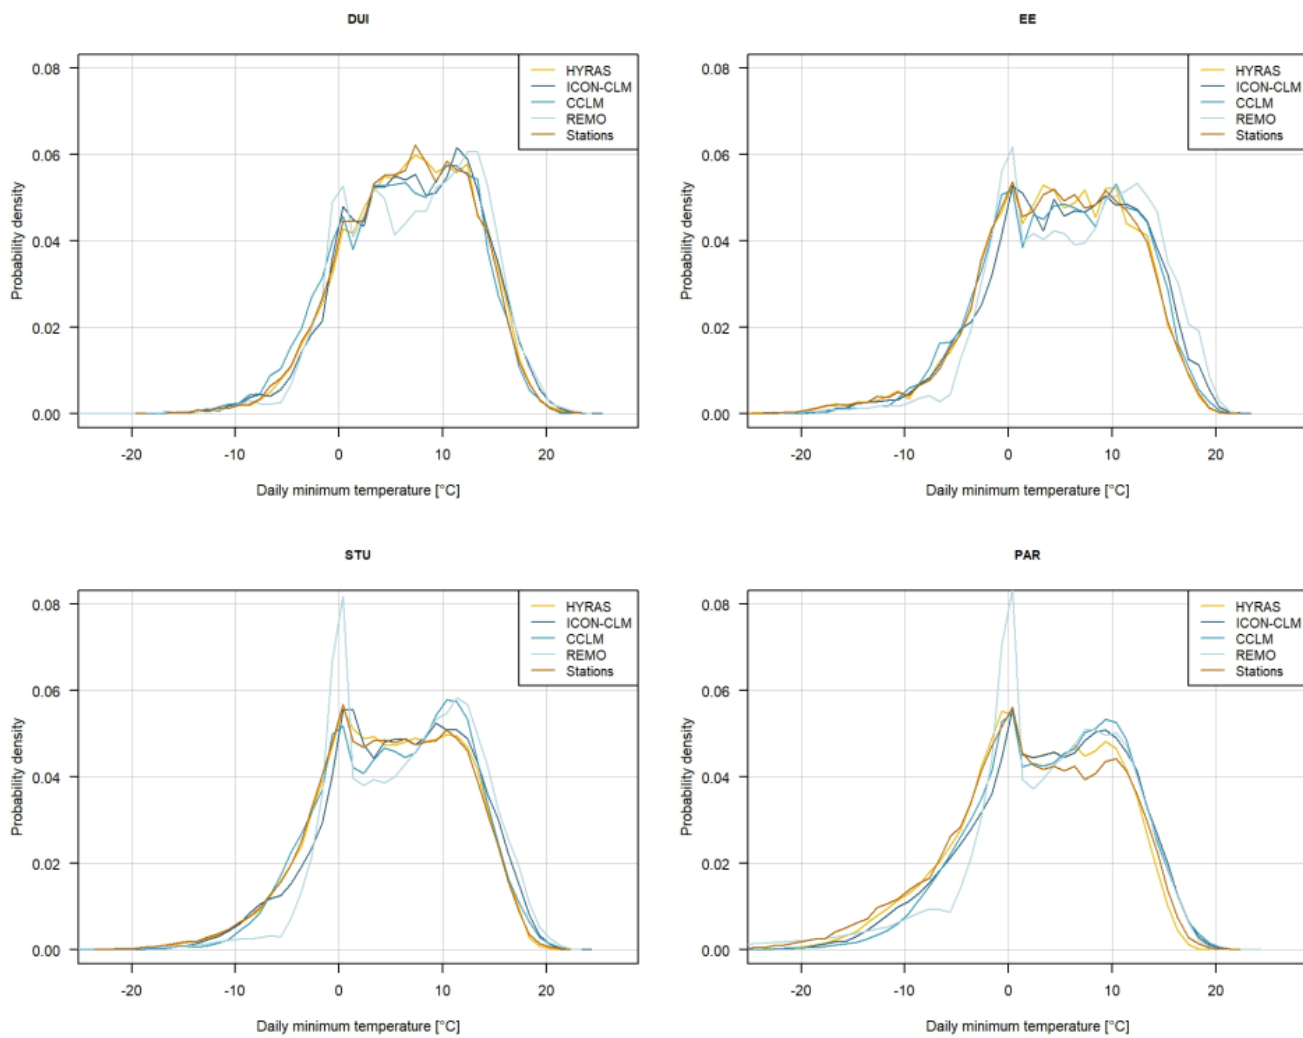 DUI
0.08
0.06
0.04
0.02
0.00
Probability density
HYRAS
ICON-CLM
CCLM
REMO
Stations
-20
-10
0
10
20
Daily minimum temperature [°C]
EE
0.08
0.06
0.04
0.02
0.00
Probability density
HYRAS
ICON-CLM
CCLM
REMO
Stations
-20
-10
0
10
20
Daily minimum temperature [°C]
STU
0.08
0.06
0.04
0.02
0.00
Probability density
HYRAS
ICON-CLM
CCLM
REMO
Stations
-20
-10
0
10
20
Daily minimum temperature [°C]
PAR
0.08
0.06
0.04
0.02
0.00
Probability density
HYRAS
ICON-CLM
CCLM
REMO
Stations
-20
-10
0
10
20
Daily minimum temperature [°C]